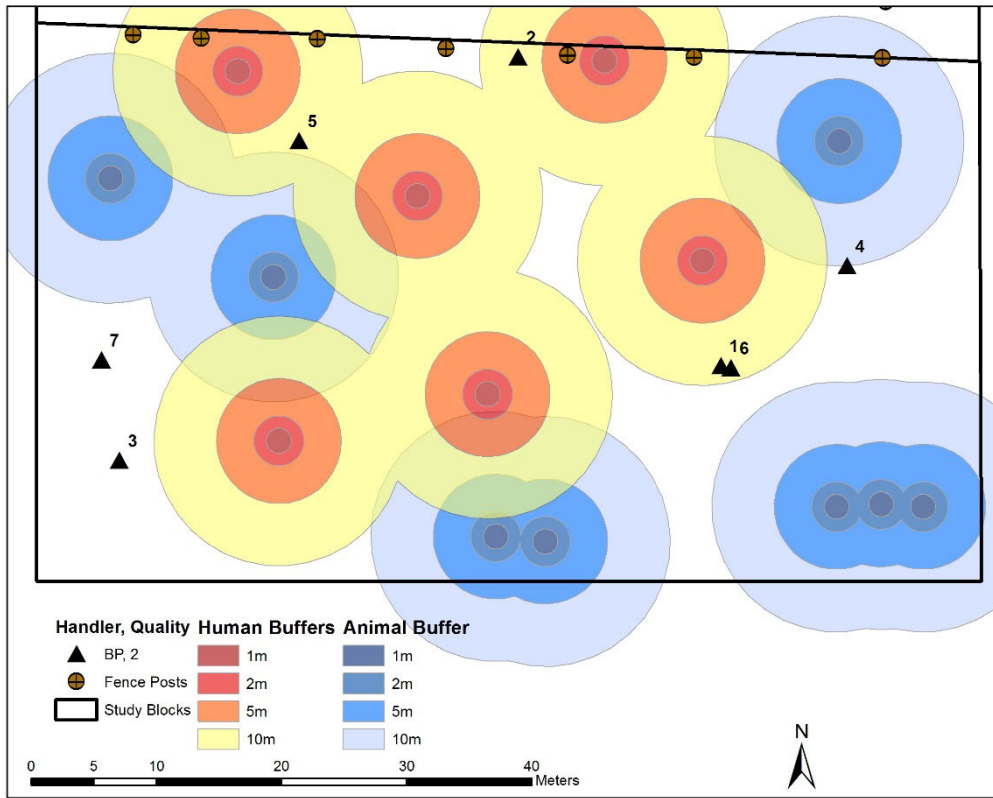 2
5
4
7
16
3
Handler, Quality
BP, 2
Fence Posts
Study Blocks
Human Buffers
1m
2m
5m
10m
Animal Buffer
1m
2m
5m
10m
N
0 5 10 20 30 40
Meters